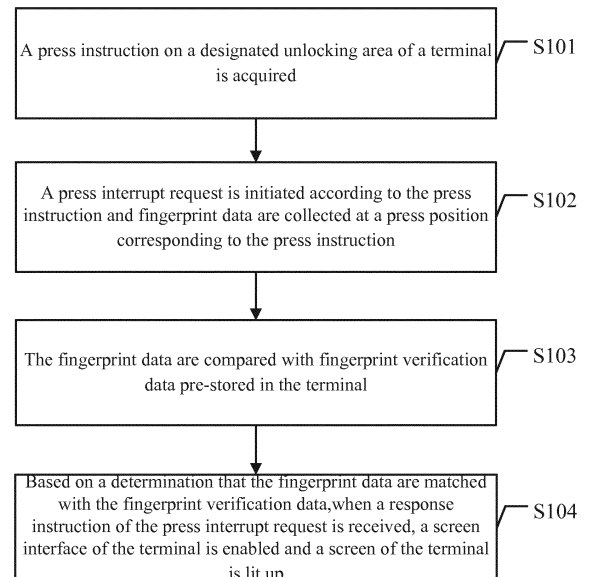 A press instruction on a designated unlocking area of a terminal
is acquired
S101
A press interrupt request is initiated according to the press
instruction and fingerprint data are collected at a press position
corresponding to the press instruction
S102
The fingerprint data are compared with fingerprint verification
data pre-stored in the terminal
S103
Based on a determination that the fingerprint data are matched
with the fingerprint verification data,when a response
instruction of the press interrupt request is received, a screen
interface of the terminal is enabled and a screen of the terminal
is lit up
S104